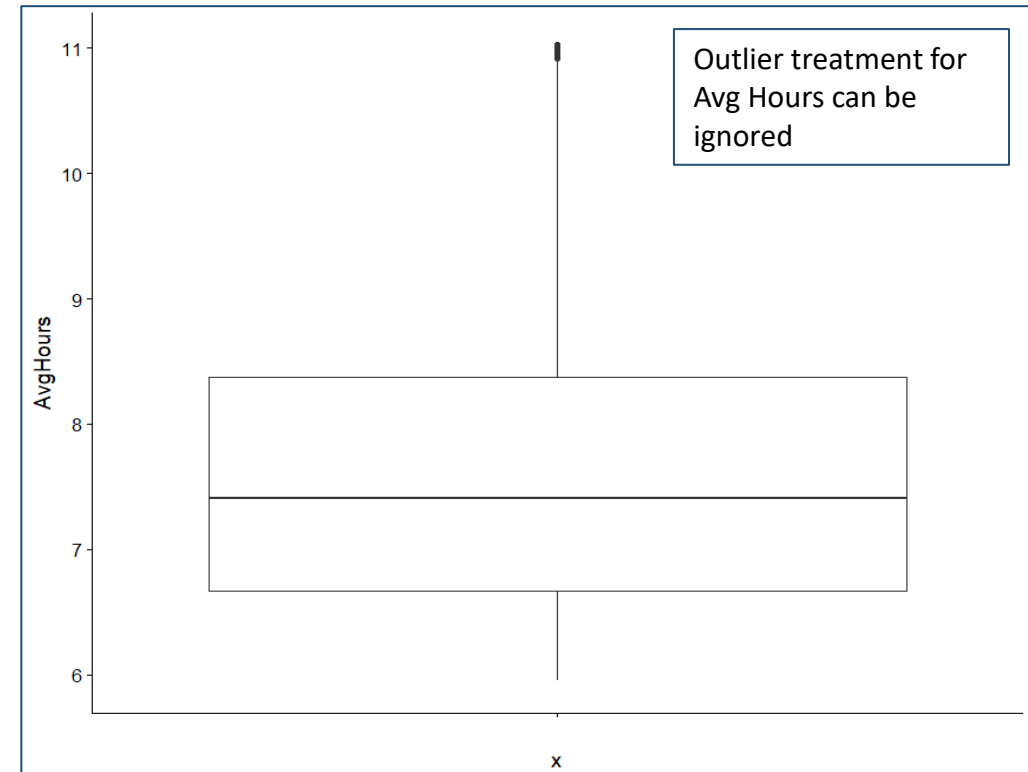 Outlier treatment for
Avg Hours can be
ignored
11
10
9
8
7
6
AvgHours
x